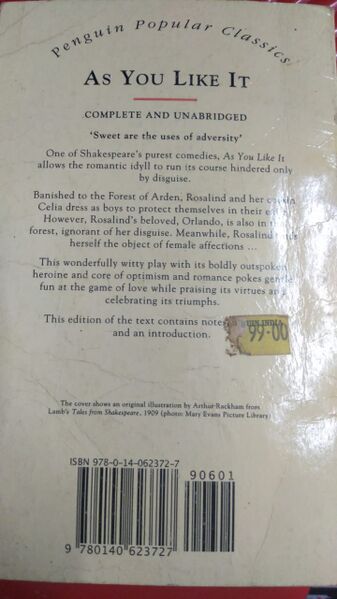 Penguin Popular Classics
AS YOU LIKE IT
COMPLETE AND UNABRIDGED
'Sweet are the uses of adversity'
One of Shakespeare's purest comedies, As You Like It
allows the romantic idyll to run its course hindered only
by disguise.
Banished to the Forest of Arden, Rosalind and her
Celia dress as boys to protect themselves in their
However, Rosalind's beloved, Orlando, is also in
forest, ignorant of her disguise. Meanwhile, Rosalind
herself the object of female affections ...
This wonderfully witty play with its boldly outspoken
heroine and core of optimism and romance pokes gentle
fun at the game of love while praising its virtues and
celebrating its triumphs.
This edition of the text contains notes
and an introduction.
INDIA
99-00
The cover shows an original illustration by Arthur Rackham from
Lamb's Tales from Shakespeare, 1909 (photo: Mary Evans Picture Library)
ISBN 978-0-14-062372-7
90601
9 780140 623727